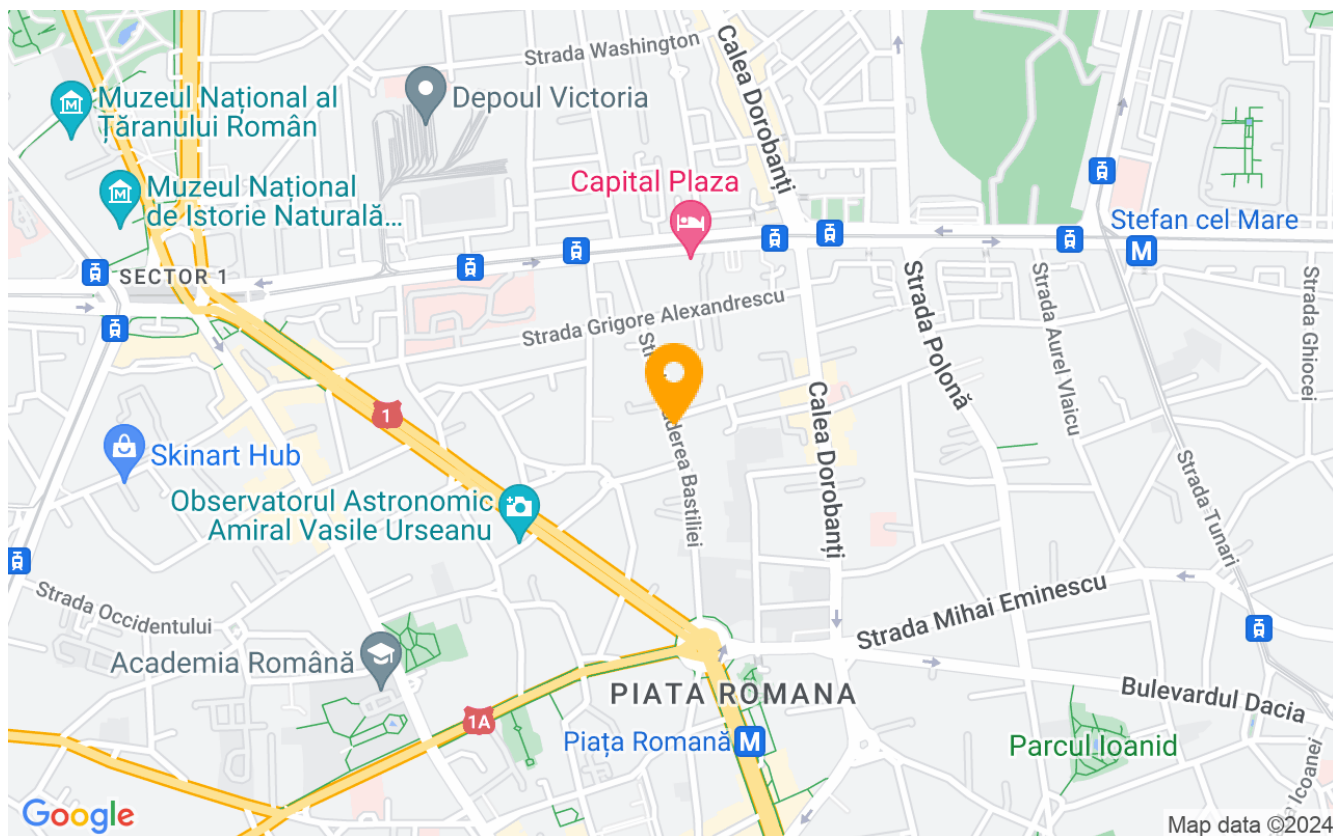 Strada Washington
Calea Dorobanți
Muzeul Național al
Țăranului Român
Depoul Victoria
Muzeul Național
de Istorie Naturală...
Capital Plaza
Stefan cel Mare
M
SECTOR 1
Strada Grigore Alexandrescu
Strada Polonă
Strada Aurel Vlaicu
Strada Ghiocei
1
Calea Dorobanți
Skinart Hub
derea Bastiliei
Strada Tunari
Observatorul Astronomic
Amiral Vasile Urseanu
Strada Occidentului
Strada Mihai Eminescu
Academia Română
PIATA ROMANA
Bulevardul Dacia
1A
Piața Romană
M
Parcul Ioanid
Icoanei
Google
Map data ©2024